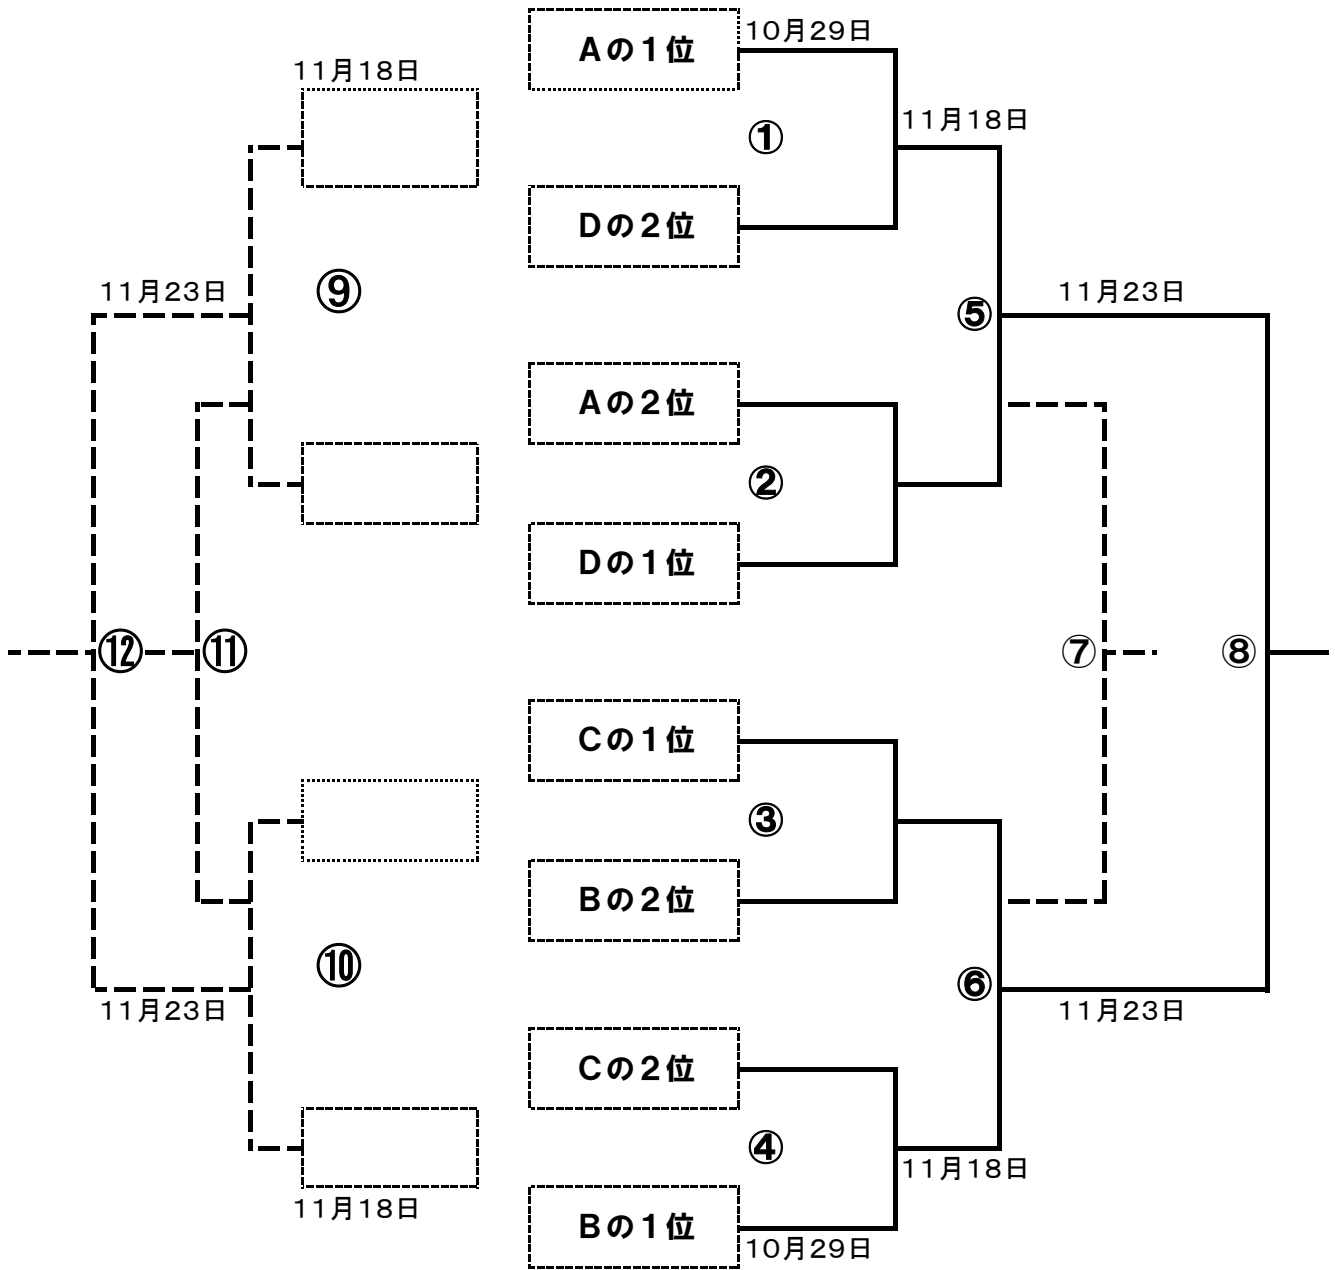 Aの1位
10月29日
11月18日
11月18日
①
Dの2位
⑨
11月23日
11月23日
⑤
Aの2位
②
Dの1位
⑫
⑪
⑦
⑧
Cの1位
③
Bの2位
⑩
⑥
11月23日
11月23日
Cの2位
④
11月18日
11月18日
Bの1位
10月29日